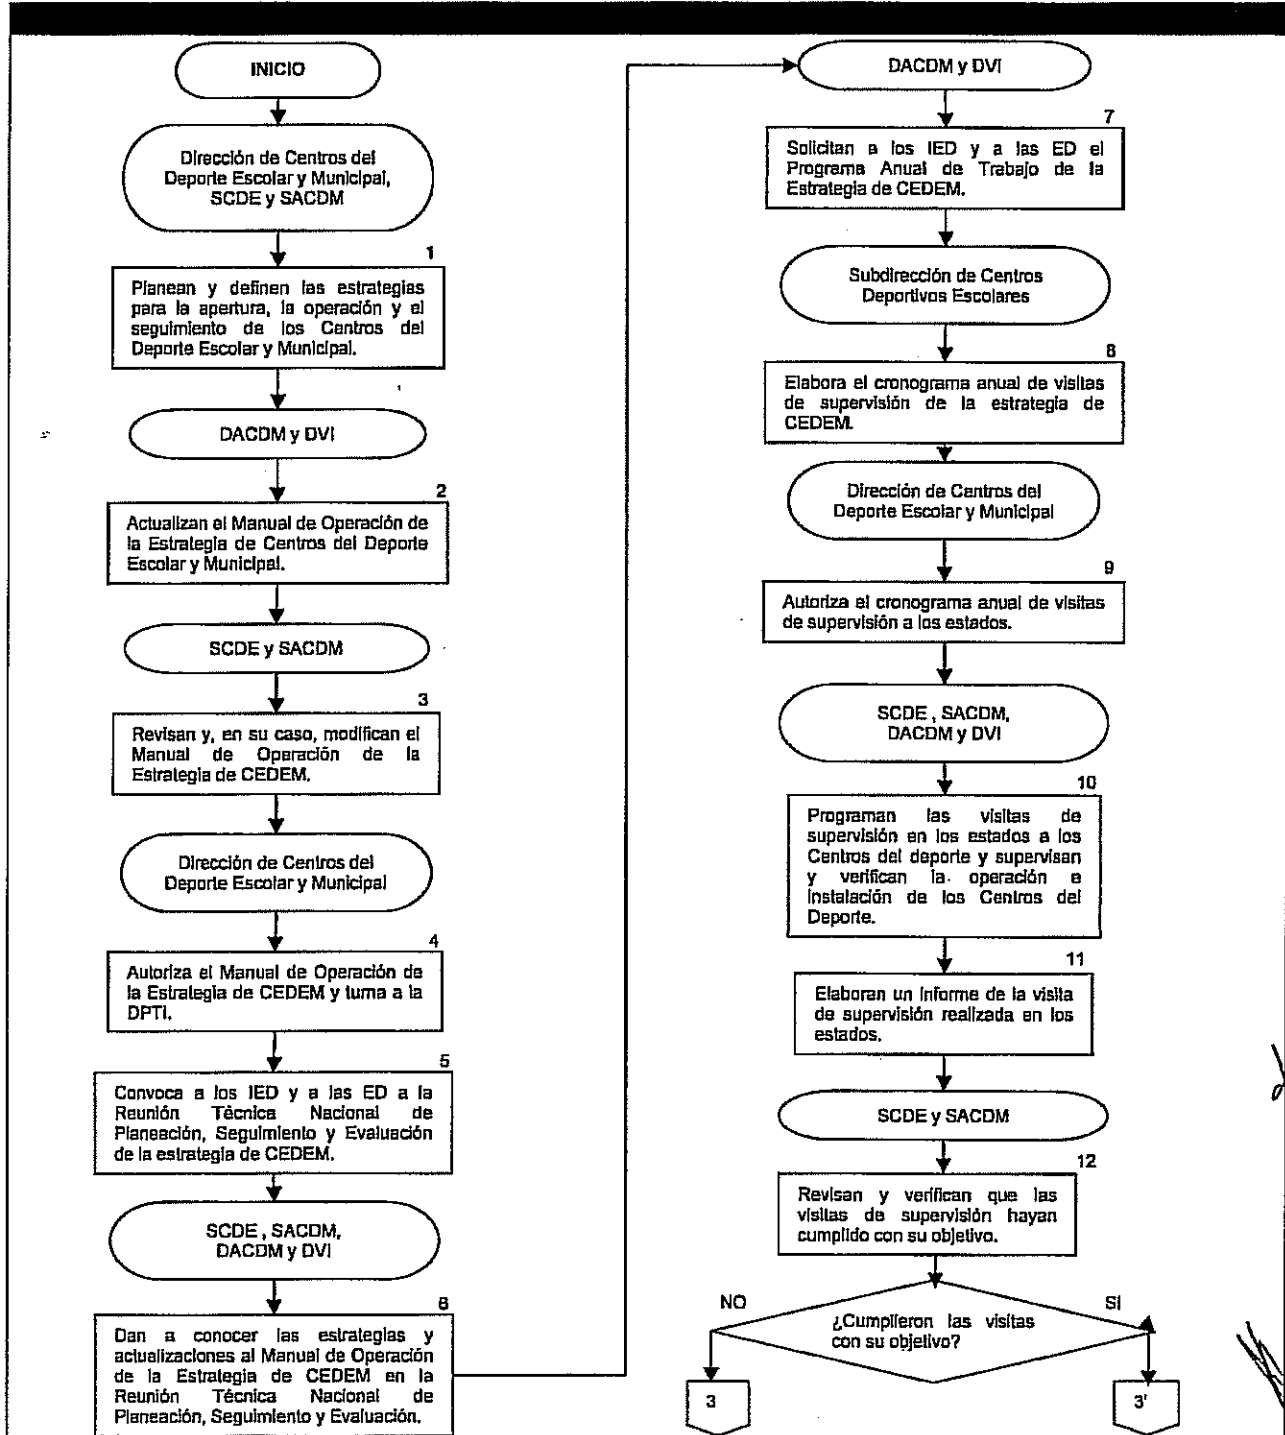 INICIO
Dirección de Centros del
Deporte Escolar y Municipal,
SCDE y SACDM
1
Planean y definen las estrategias
para la apertura, la operación y el
seguimiento de los Centros del
Deporte Escolar y Municipal.
DACDM y DVI
2
Actualizan el Manual de Operación de
la Estrategia de Centros del Deporte
Escolar y Municipal.
SCDE y SACDM
3
Revisan y, en su caso, modifican el
Manual de Operación de la
Estrategia de CEDEM.
Dirección de Centros del
Deporte Escolar y Municipal
4
Autoriza el Manual de Operación de
la Estrategia de CEDEM y turna a la
DPTI.
5
Convoca a los IED y a las ED a la
Reunión Técnica Nacional de
Planeación, Seguimiento y Evaluación
de la estrategia de CEDEM.
SCDE , SACDM,
DACDM y DVI
6
Dan a conocer las estrategias y
actualizaciones al Manual de Operación
de la Estrategia de CEDEM en la
Reunión Técnica Nacional de
Planeación, Seguimiento y Evaluación.
DACDM y DVI
7
Solicitan a los IED y a las ED el
Programa Anual de Trabajo de la
Estrategia de CEDEM.
Subdirección de Centros
Deportivos Escolares
8
Elabora el cronograma anual de visitas
de supervisión de la estrategia de
CEDEM.
Dirección de Centros del
Deporte Escolar y Municipal
9
Autoriza el cronograma anual de visitas
de supervisión a los estados.
SCDE , SACDM,
DACDM y DVI
10
Programan las visitas de
supervisión en los estados a los
Centros del deporte y supervisan
y verifican la operación e
instalación de los Centros del
Deporte.
11
Elaboran un informe de la visita
de supervisión realizada en los
estados.
SCDE y SACDM
12
Revisan y verifican que las
visitas de supervisión hayan
cumplido con su objetivo.
NO
SI
¿Cumplieron las visitas
con su objetivo?
3
3'